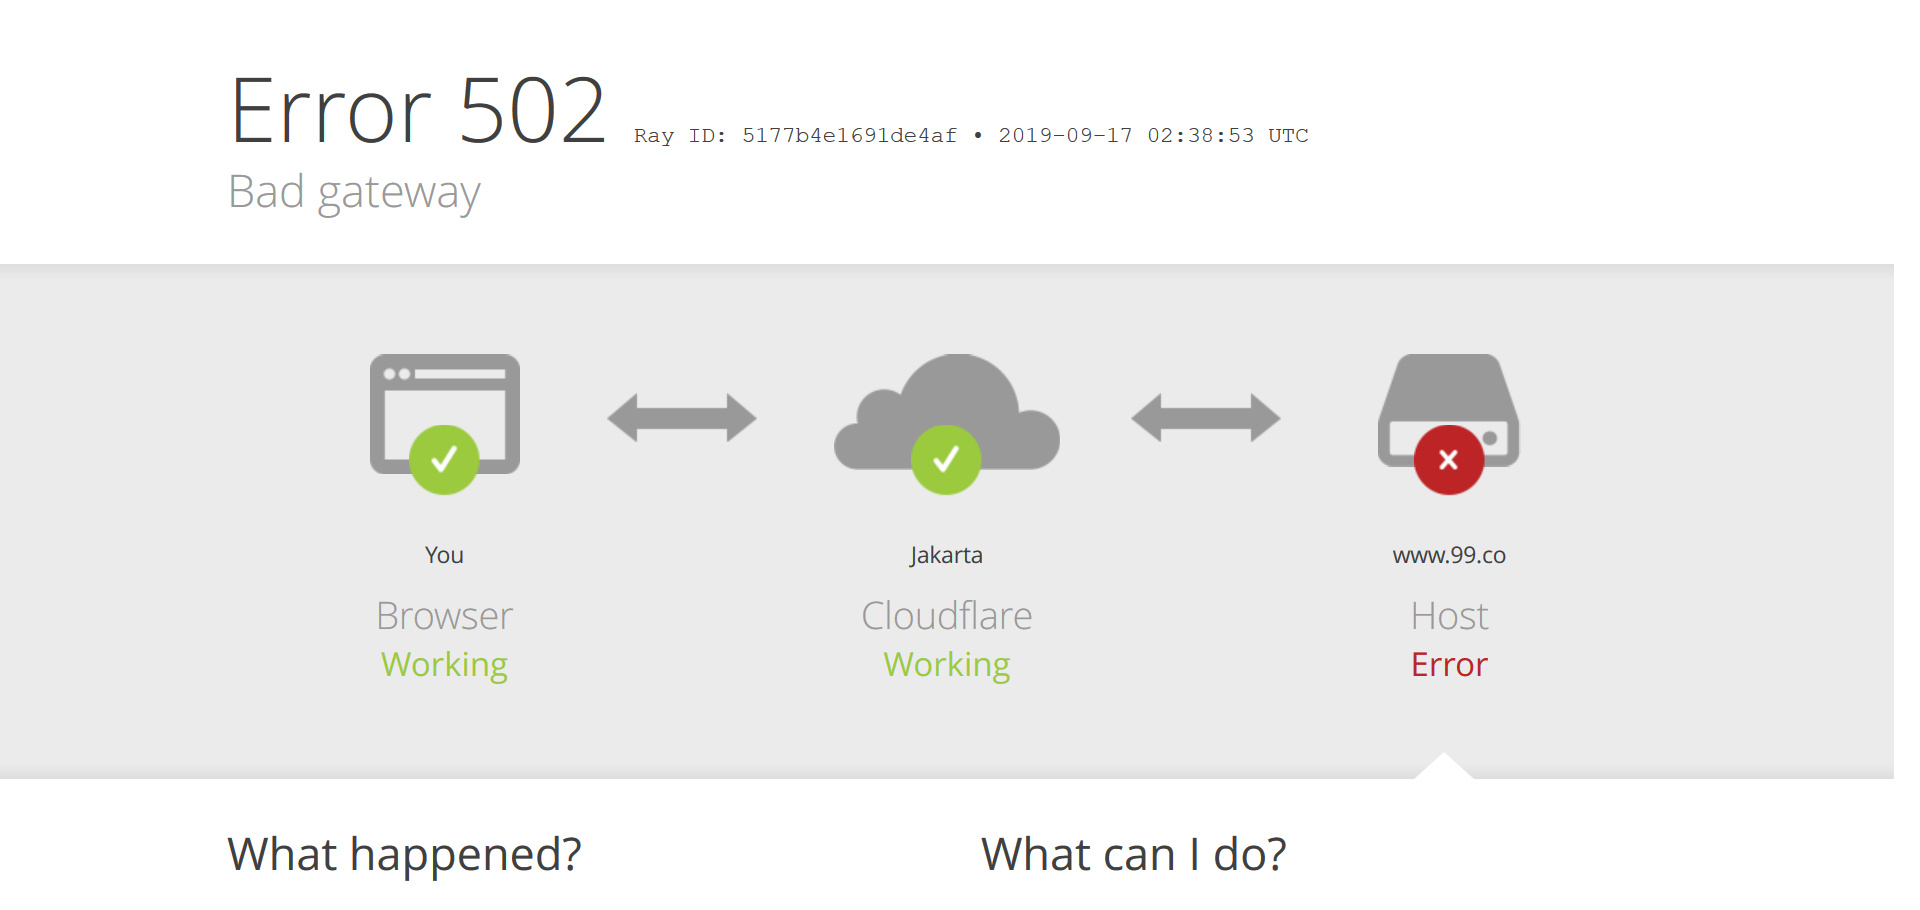 Error 502 Ray ID: 5177b4e1691de4af • 2019-09-17 02:38:53 UTC
Bad gateway
You
Browser
Working
Jakarta
Cloudflare
Working
www.99.co
Host
Error
What happened?
What can I do?